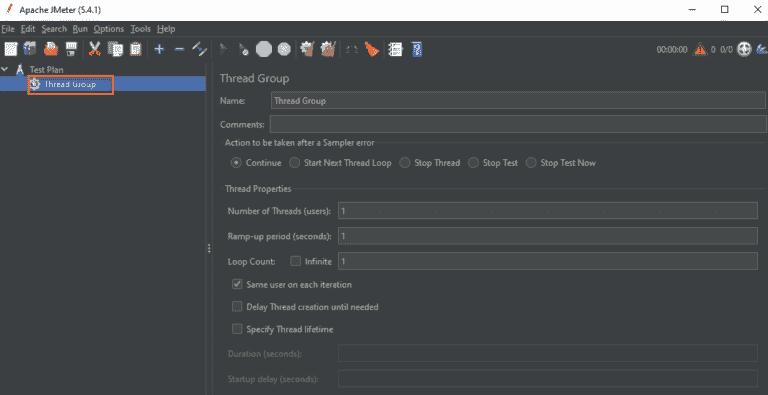 Apache JMeter (5.4.1)
File Edit Search Run Options Tools Help
00:00:00 0 0/0
Test Plan
Thread Group
Thread Group
Name: Thread Group
Comments:
Action to be taken after a Sampler error
Continue Start Next Thread Loop Stop Thread Stop Test Stop Test Now
Thread Properties
Number of Threads (users): 1
Ramp-up period (seconds): 1
Loop Count: Infinite 1
Same user on each iteration
Delay Thread creation until needed
Specify Thread lifetime
Duration (seconds):
Startup delay (seconds):